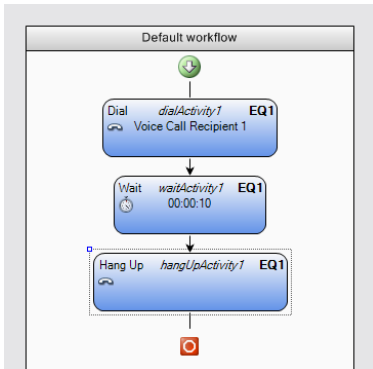 Default workflow
Dial dialActivity1 EQ1
Voice Call Recipient 1
Wait waitActivity1 EQ1
00:00:10
Hang Up hangUpActivity1 EQ1